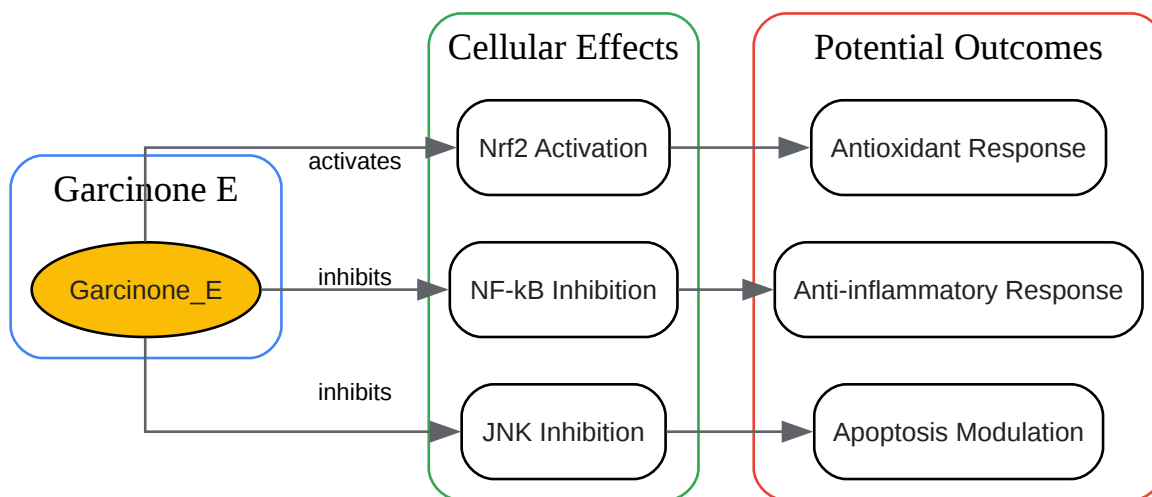 Cellular Effects
Potential Outcomes
Nrf2 Activation
Antioxidant Response
activates
Garcinone E
Garcinone_E
inhibits
NF-kB Inhibition
Anti-inflammatory Response
inhibits
JNK Inhibition
Apoptosis Modulation